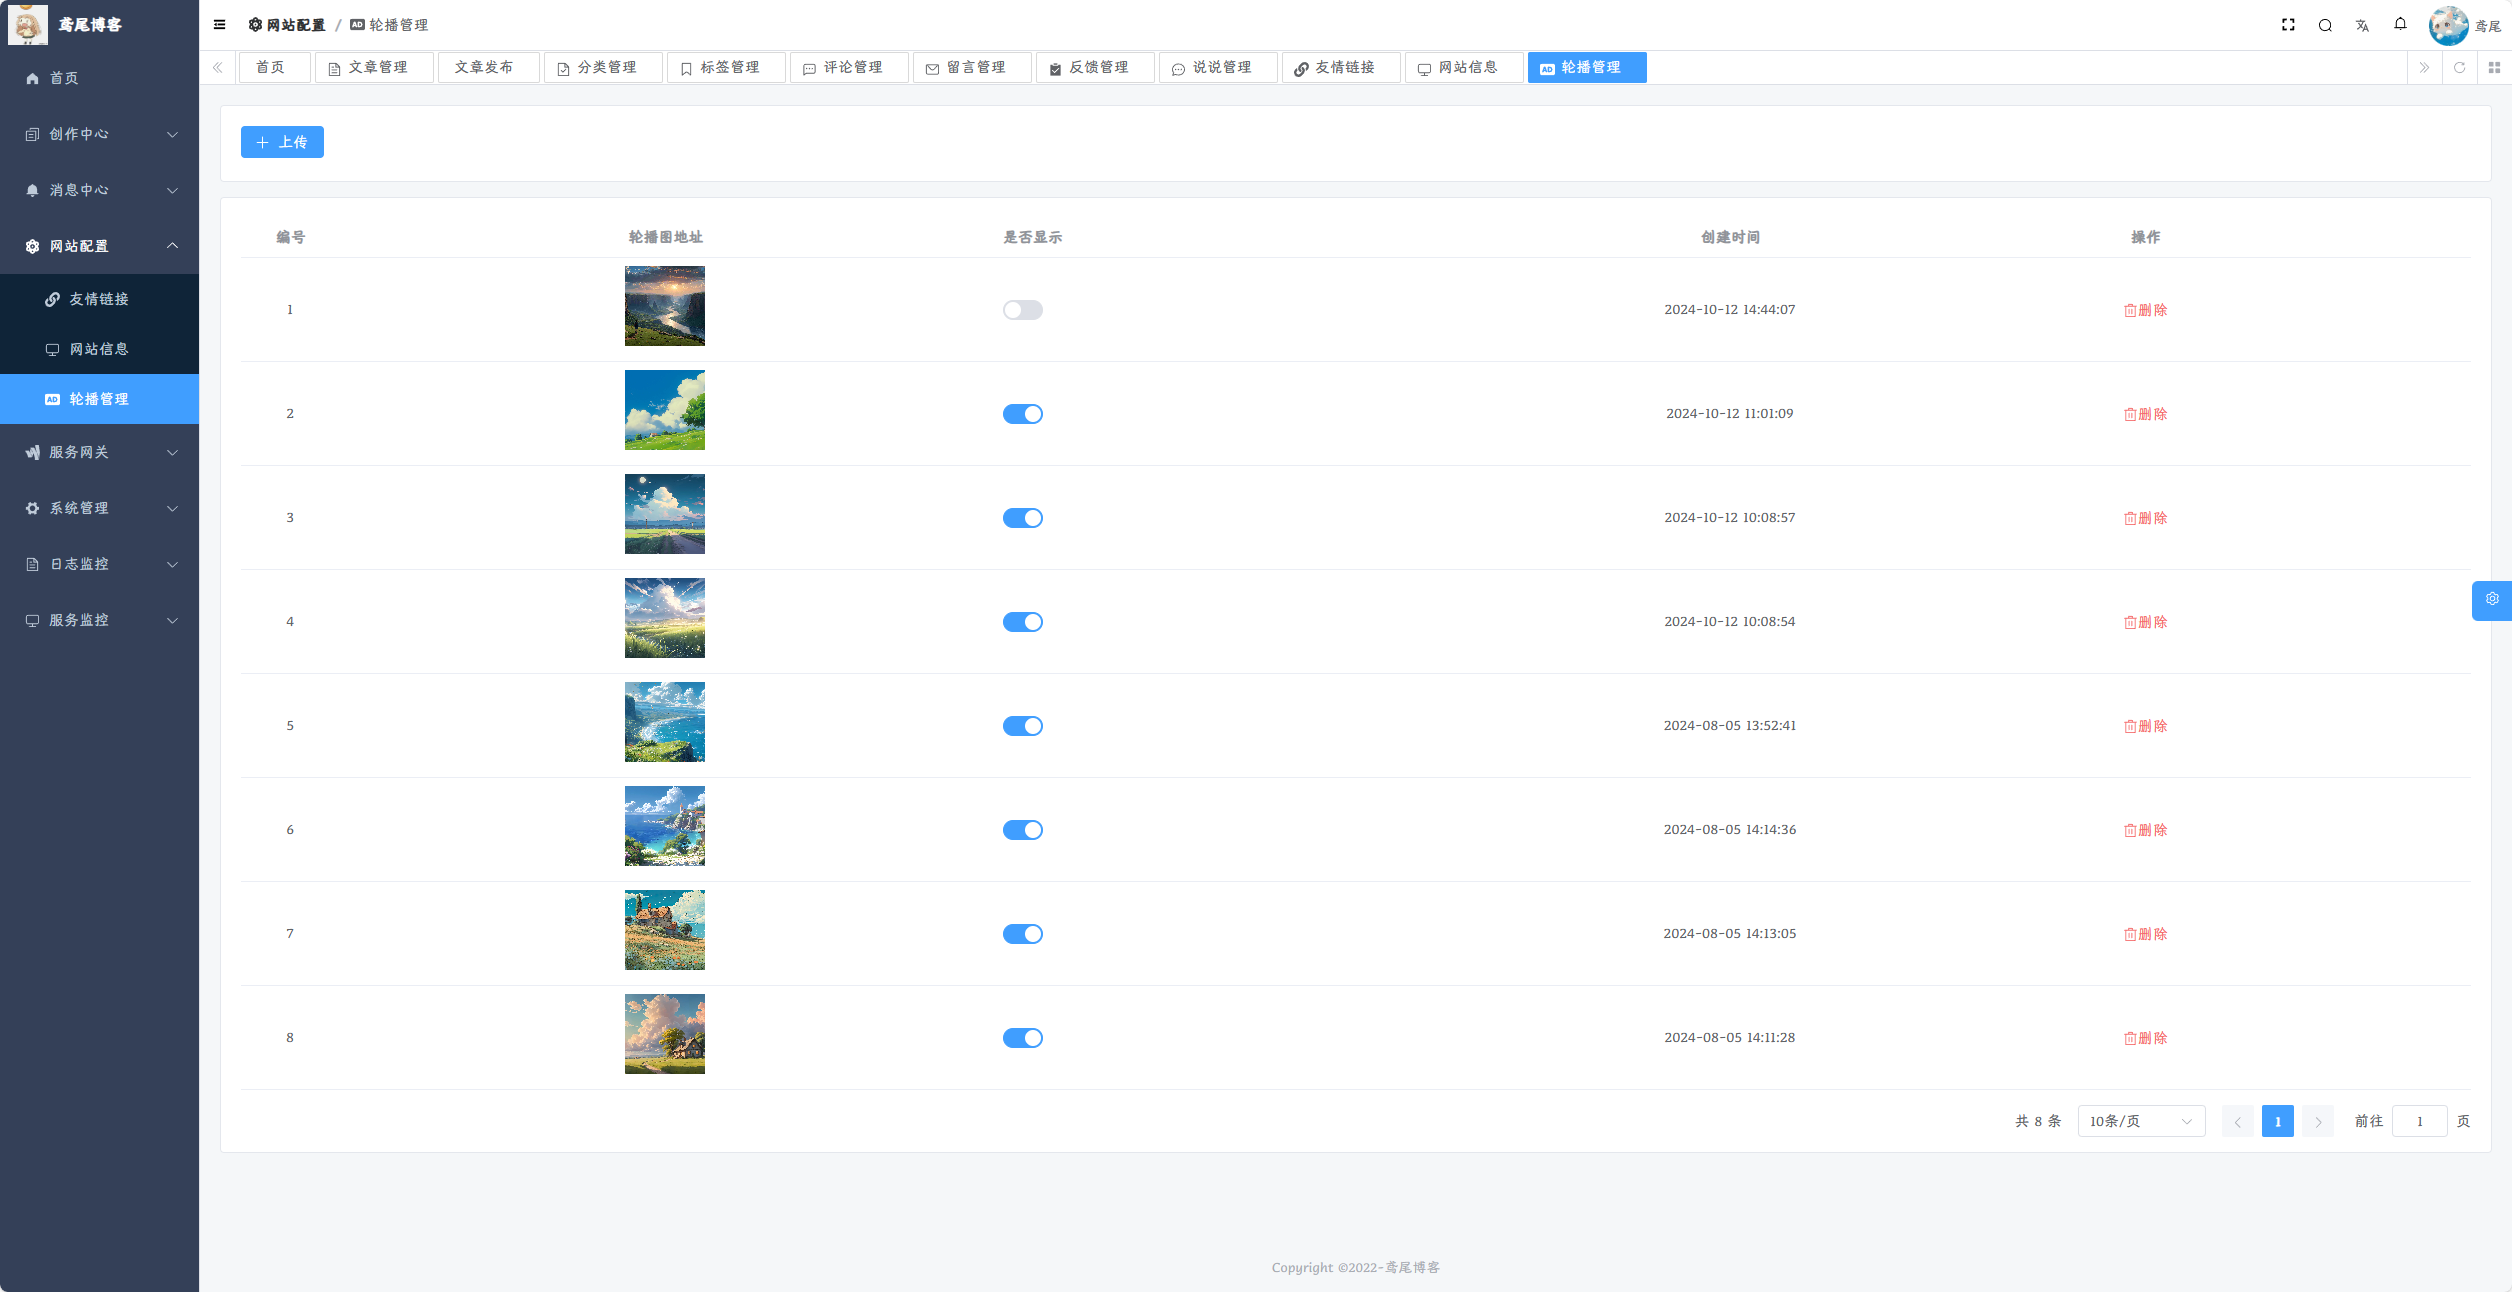 鸢尾博客
网站配置 / 轮播管理
鸢尾
首页
文章管理
文章发布
分类管理
标签管理
评论管理
留言管理
反馈管理
说说管理
友情链接
网站信息
轮播管理
首页
创作中心
消息中心
网站配置
友情链接
网站信息
轮播管理
服务网关
系统管理
日志监控
服务监控
上传
编号 轮播图地址 是否显示 创建时间 操作
1 2024-10-12 14:44:07 删除
2 2024-10-12 11:01:09 删除
3 2024-10-12 10:08:57 删除
4 2024-10-12 10:08:54 删除
5 2024-08-05 13:52:41 删除
6 2024-08-05 14:14:36 删除
7 2024-08-05 14:13:05 删除
8 2024-08-05 14:11:28 删除
共 8 条 10条/页 1 前往 1 页
Copyright ©2022-鸢尾博客